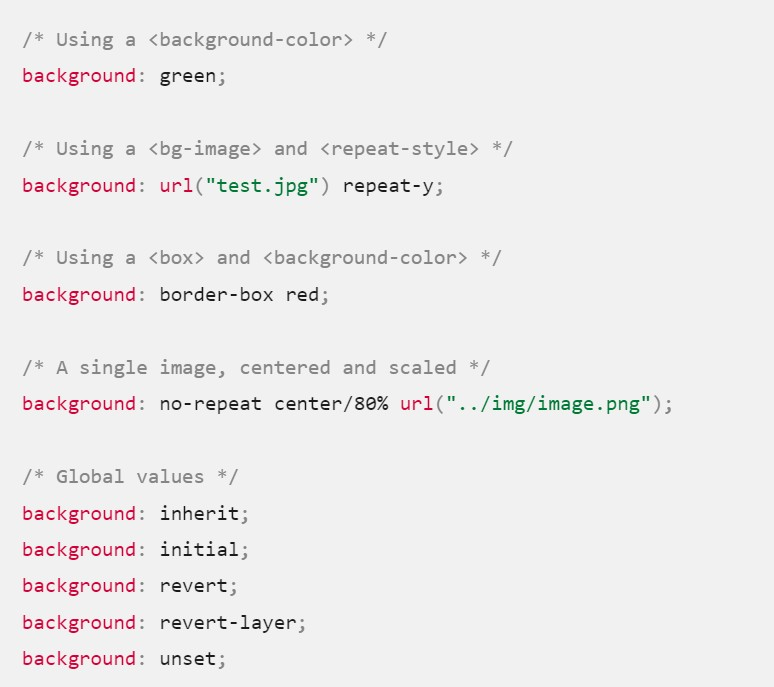 /* Using a <background-color> */
background: green;
/* Using a <bg-image> and <repeat-style> */
background: url("test.jpg") repeat-y;
/* Using a <box> and <background-color> */
background: border-box red;
/* A single image, centered and scaled */
background: no-repeat center/80% url("../img/image.png");
/* Global values */
background: inherit;
background: initial;
background: revert;
background: revert-layer;
background: unset;